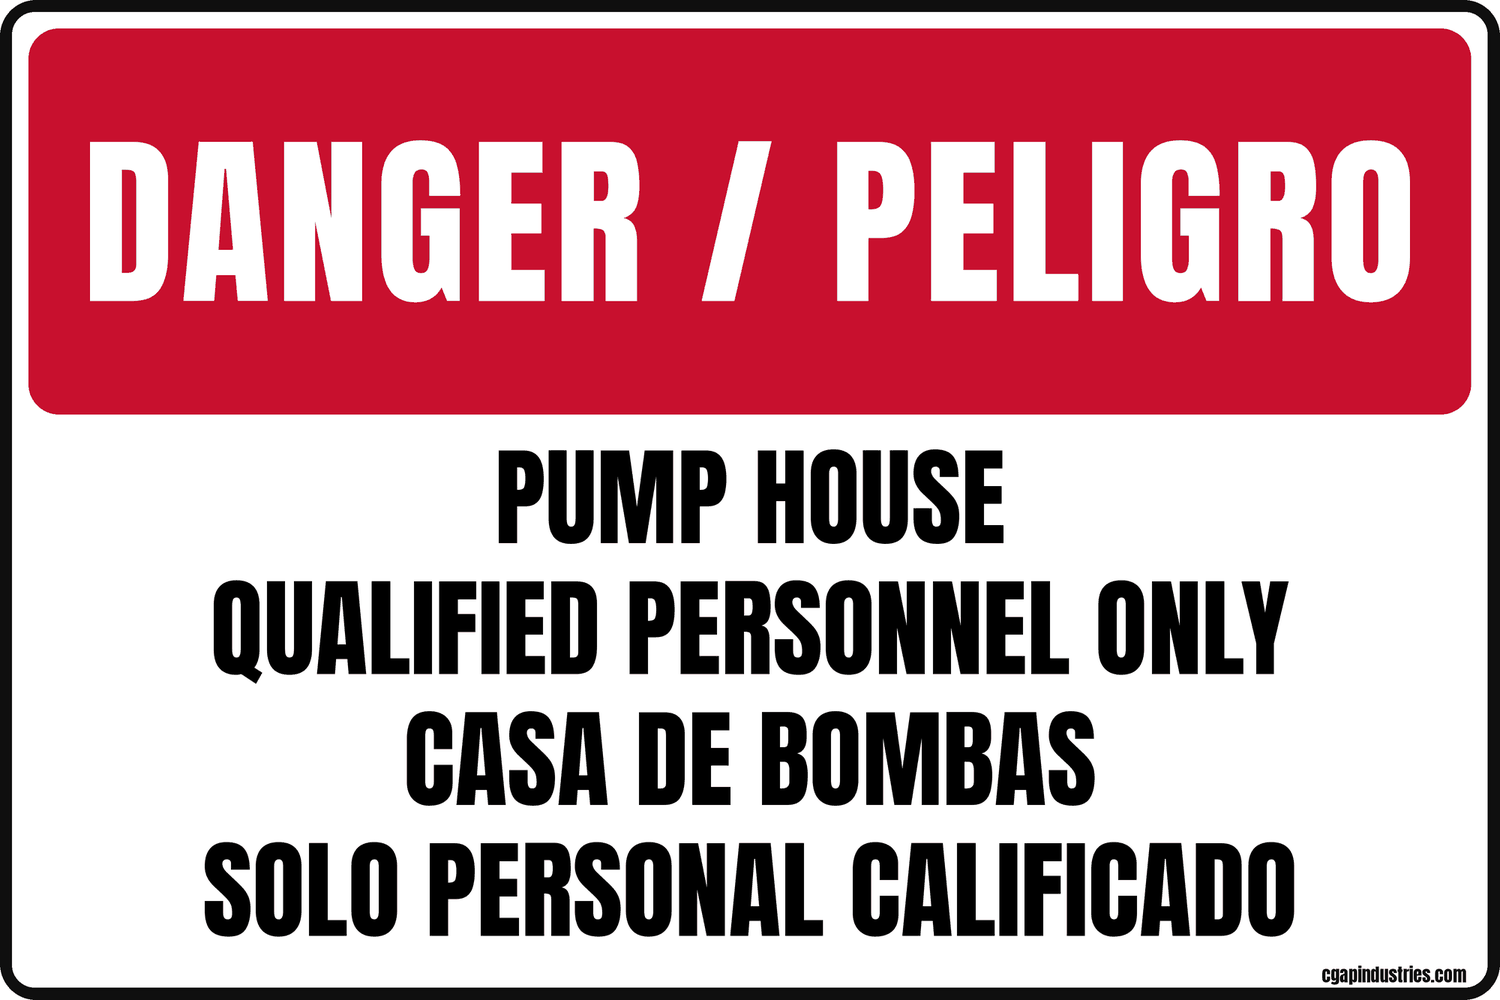 DANGER / PELIGRO
PUMP HOUSE
QUALIFIED PERSONNEL ONLY
CASA DE BOMBAS
SOLO PERSONAL CALIFICADO
cgapindustries.com